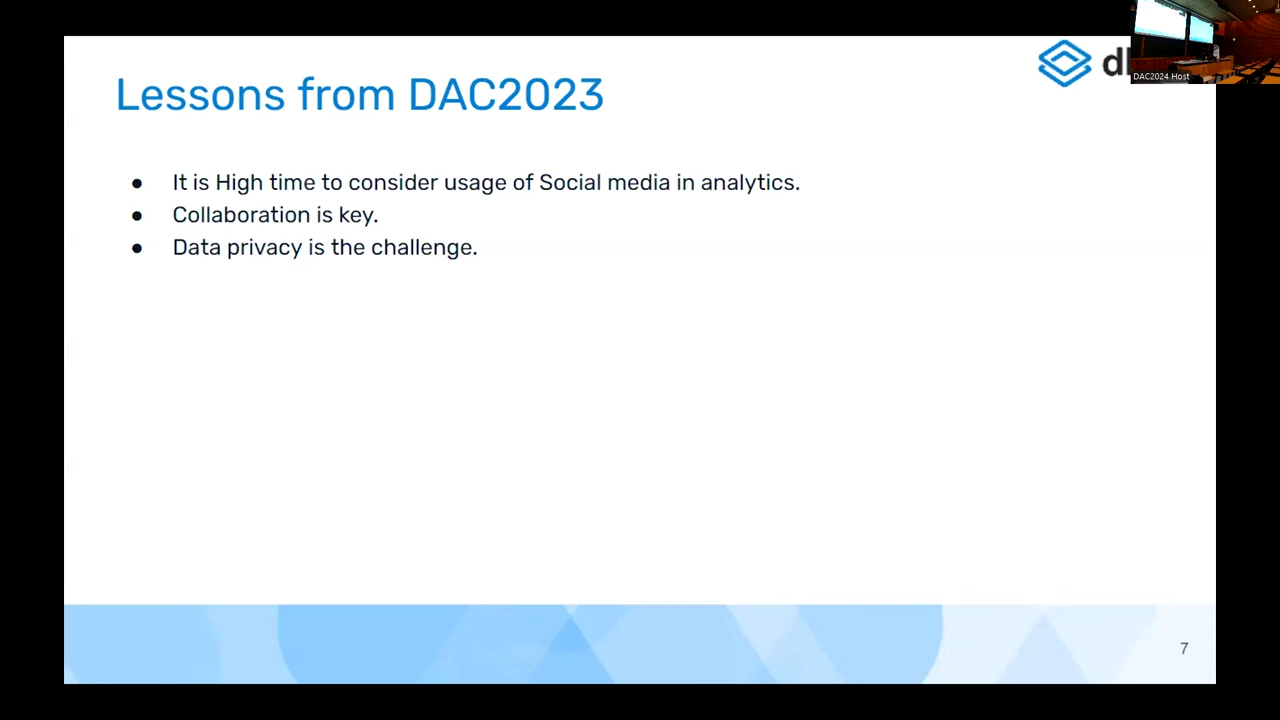 Lessons from DAC2023
DAC2024 Host
● It is High time to consider usage of Social media in analytics.
● Collaboration is key.
● Data privacy is the challenge.
7